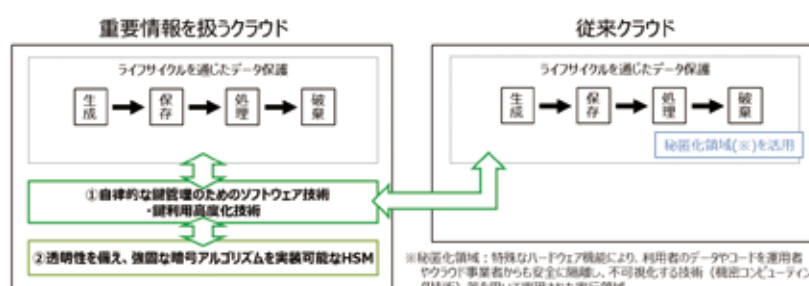 重要情報を扱うクラウド
ライフサイクルを通じたデータ保護
生成
保存
処理
破棄
①自律的な鍵管理のためのソフトウェア技術
・鍵利用高度化技術
②透明性を備え、強固な暗号アルゴリズムを実装可能なHSM
従来クラウド
ライフサイクルを通じたデータ保護
生成
保存
処理
破棄
秘匿化領域(※)を活用
※秘匿化領域:特殊なハードウェア機能により、利用者のデータやコードを運用者
やクラウド事業者からも安全に隔離し、不可視化する技術(機密コンピューティン